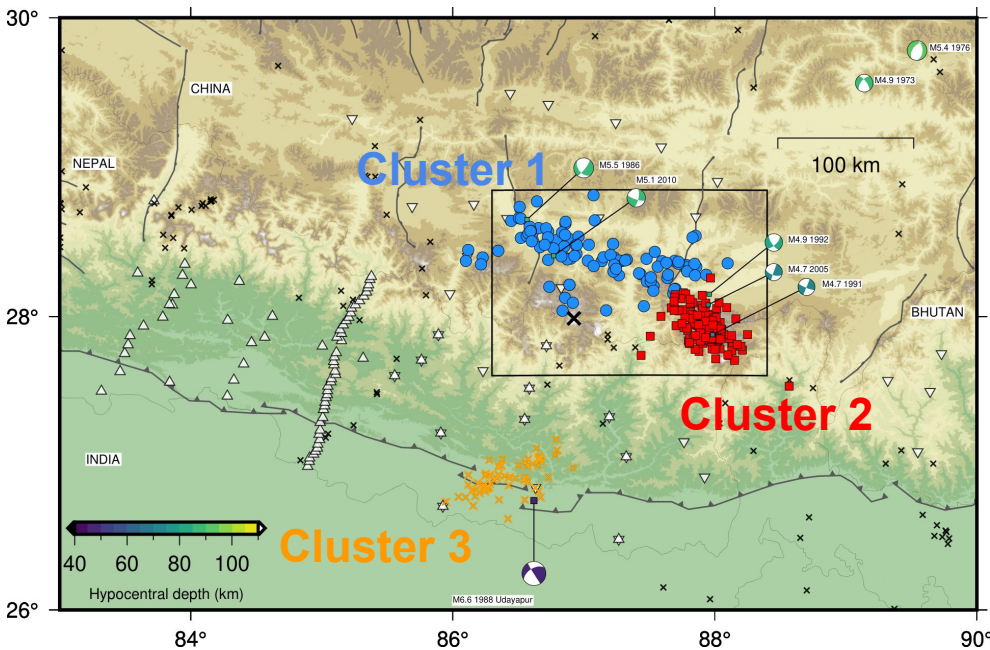 30°
M5.4 1976
M4.9 1973
CHINA
100 km
NEPAL
Cluster 1
M5.5 1986
M5.1 2010
M4.9 1992
M4.7 2005
M4.7 1991
28°
BHUTAN
Cluster 2
INDIA
Cluster 3
40 60 80 100
Hypocentral depth (km)
M6.6 1988 Udayapur
26°
84° 86° 88° 90°